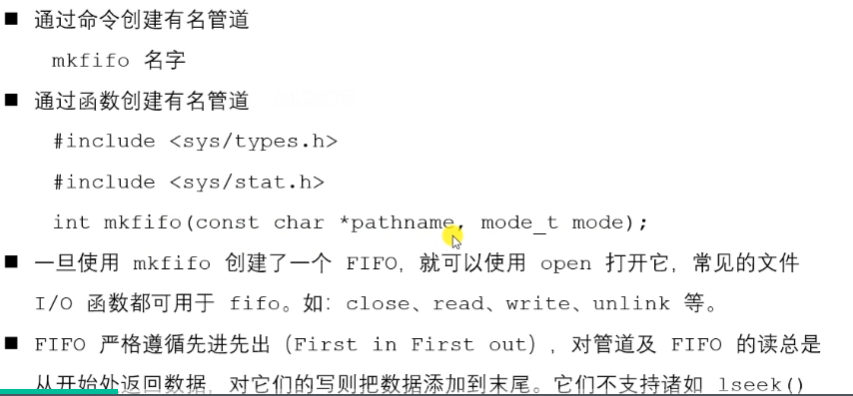 ■ 通过命令创建有名管道
mkfifo 名字
■ 通过函数创建有名管道
#include <sys/types.h>
#include <sys/stat.h>
int mkfifo(const char *pathname, mode_t mode);
■ 一旦使用 mkfifo 创建了一个 FIFO，就可以使用 open 打开它，常见的文件
I/O 函数都可用于 fifo。如：close、read、write、unlink 等。
■ FIFO 严格遵循先进先出（First in First out），对管道及 FIFO 的读总是
从开始处返回数据，对它们的写则把数据添加到末尾。它们不支持诸如 lseek()